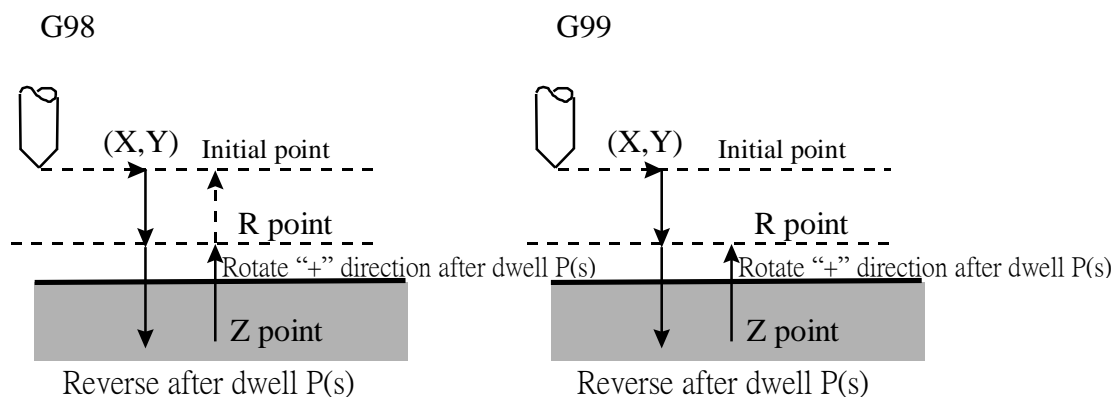 G98
(X,Y)
Initial point
R point
Rotate “+” direction after dwell P(s)
Z point
Reverse after dwell P(s)
G99
(X,Y)
Initial point
R point
Rotate “+” direction after dwell P(s)
Z point
Reverse after dwell P(s)